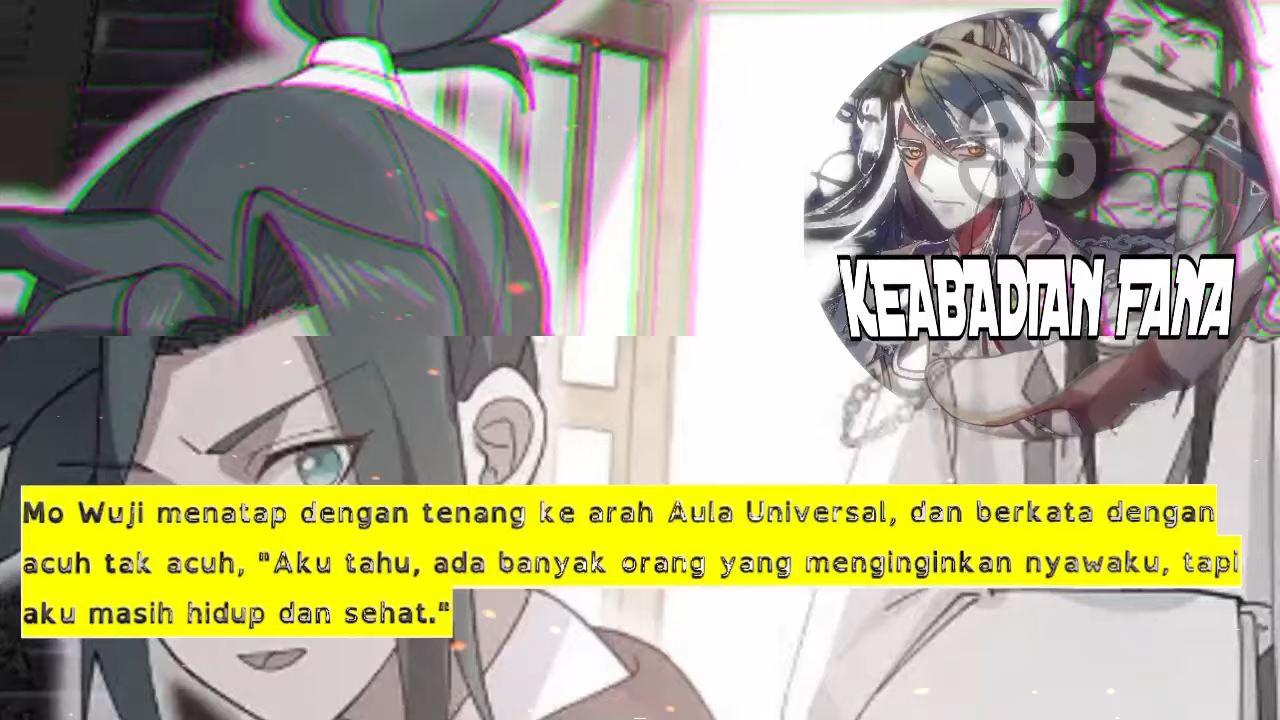 35
KEABADIAN FANA
Mo Wuji menatap dengan tenang ke arah Aula Universal, dan berkata dengan
acuh tak acuh, "Aku tahu, ada banyak orang yang menginginkan nyawaku, tapi
aku masih hidup dan sehat."